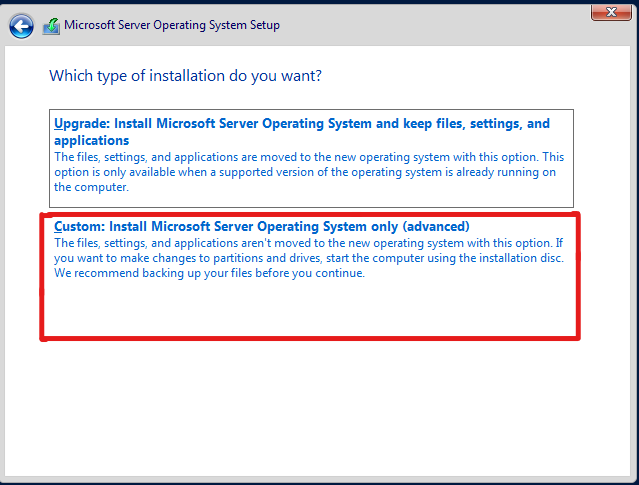 Microsoft Server Operating System Setup
Which type of installation do you want?
Upgrade: Install Microsoft Server Operating System and keep files, settings, and
applications
The files, settings, and applications are moved to the new operating system with this option. This
option is only available when a supported version of the operating system is already running on
the computer.
Custom: Install Microsoft Server Operating System only (advanced)
The files, settings, and applications aren't moved to the new operating system with this option. If
you want to make changes to partitions and drives, start the computer using the installation disc.
We recommend backing up your files before you continue.